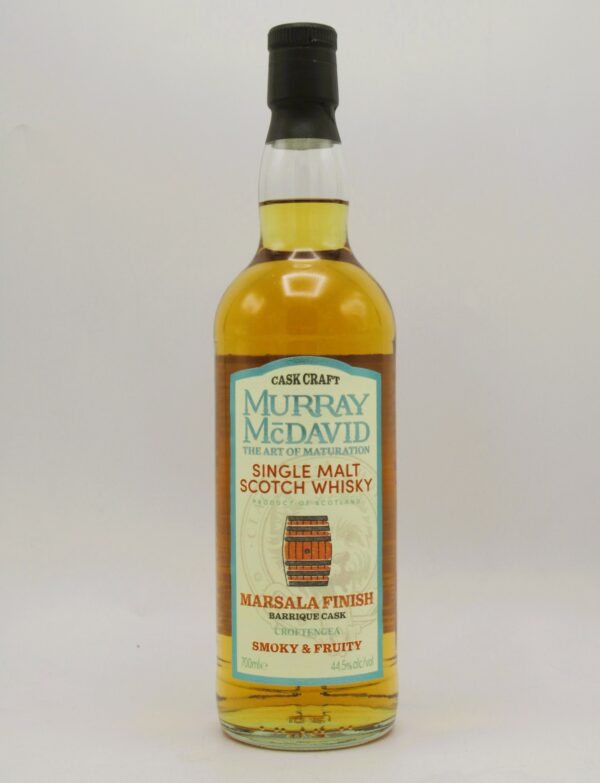 CASK CRAFT
MURRAY
McDAVID
THE ART OF MATURATION
SINGLE MALT
SCOTCH WHISKY
PRODUCT OF SCOTLAND
MARSALA FINISH
BARRIQUE CASK
CROFTENGEA
SMOKY & FRUITY
700ml℮ 44.5% alc/vol